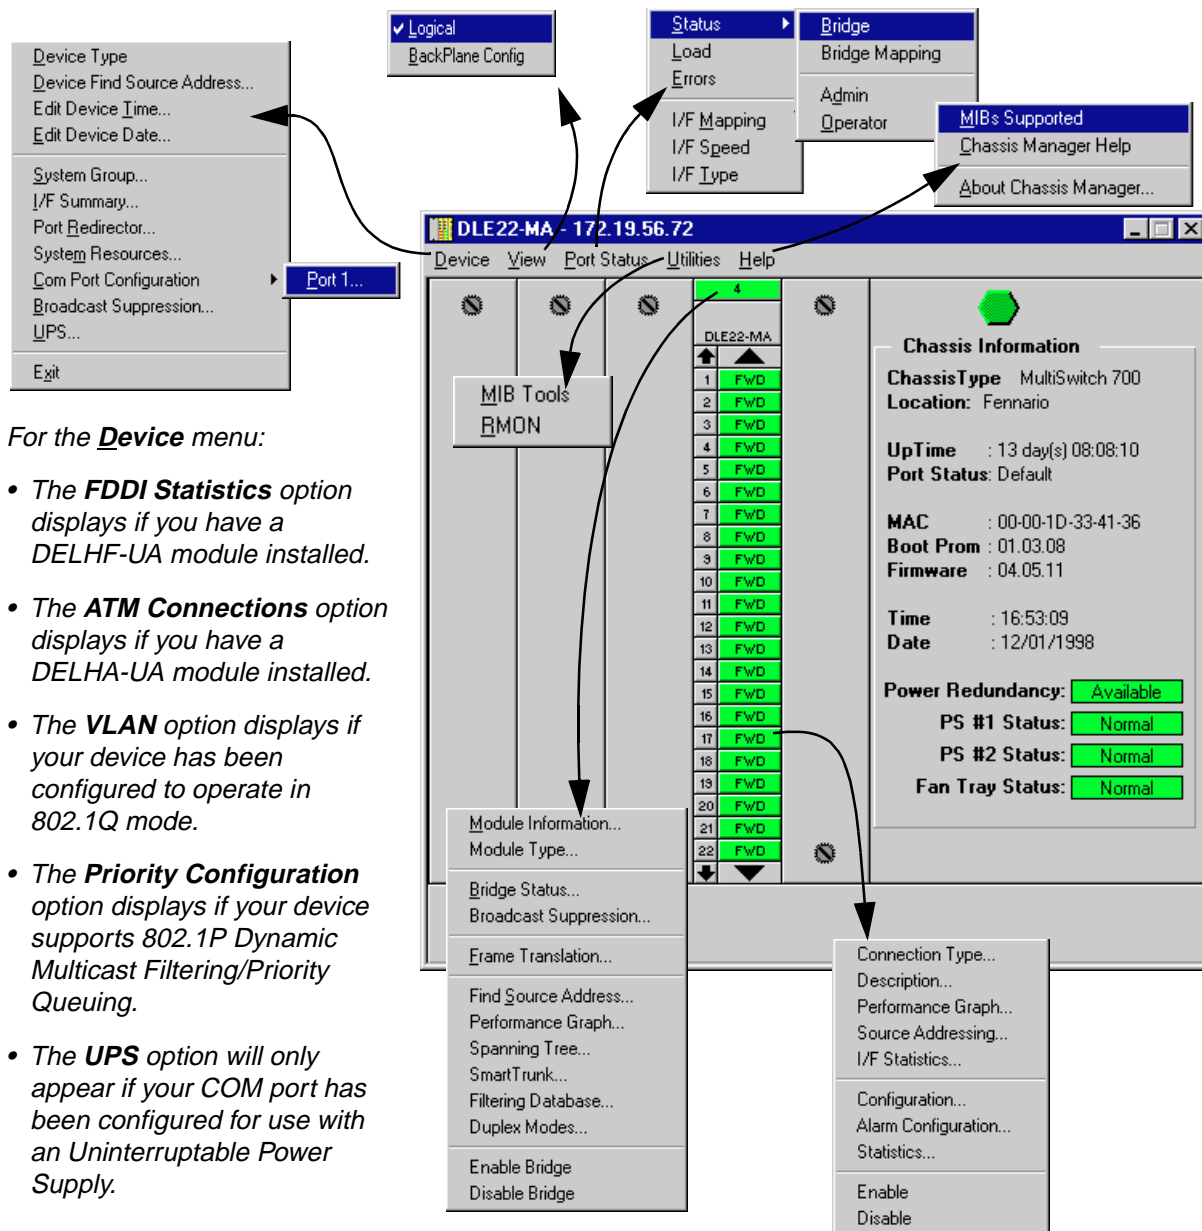 Device Type
Device Find Source Address...
Edit Device Time...
Edit Device Date...
System Group...
I/F Summary...
Port Redirector...
System Resources...
Com Port Configuration
Broadcast Suppression...
UPS...
Exit
Port 1...
Logical
BackPlane Config
Status
Load
Errors
I/F Mapping
I/F Speed
I/F Type
Bridge
Bridge Mapping
Admin
Operator
MIBs Supported
Chassis Manager Help
About Chassis Manager...
DLE22-MA - 172.19.56.72
Device View Port Status Utilities Help
4
DLE22-MA
1 FWD
2 FWD
3 FWD
4 FWD
5 FWD
6 FWD
7 FWD
8 FWD
9 FWD
10 FWD
11 FWD
12 FWD
13 FWD
14 FWD
15 FWD
16 FWD
17 FWD
18 FWD
19 FWD
20 FWD
21 FWD
22 FWD
MIB Tools
RMON
Chassis Information
ChassisType MultiSwitch 700
Location: Fennario
UpTime : 13 day(s) 08:08:10
Port Status: Default
MAC : 00-00-1D-33-41-36
Boot Prom : 01.03.08
Firmware : 04.05.11
Time : 16:53:09
Date : 12/01/1998
Power Redundancy: Available
PS #1 Status: Normal
PS #2 Status: Normal
Fan Tray Status: Normal
For the Device menu:
• The FDDI Statistics option
displays if you have a
DELHF-UA module installed.
• The ATM Connections option
displays if you have a
DELHA-UA module installed.
• The VLAN option displays if
your device has been
configured to operate in
802.1Q mode.
• The Priority Configuration
option displays if your device
supports 802.1P Dynamic
Multicast Filtering/Priority
Queuing.
• The UPS option will only
appear if your COM port has
been configured for use with
an Uninterruptable Power
Supply.
Module Information...
Module Type...
Bridge Status...
Broadcast Suppression...
Frame Translation...
Find Source Address...
Performance Graph...
Spanning Tree...
SmartTrunk...
Filtering Database...
Duplex Modes...
Enable Bridge
Disable Bridge
Connection Type...
Description...
Performance Graph...
Source Addressing...
I/F Statistics...
Configuration...
Alarm Configuration...
Statistics...
Enable
Disable